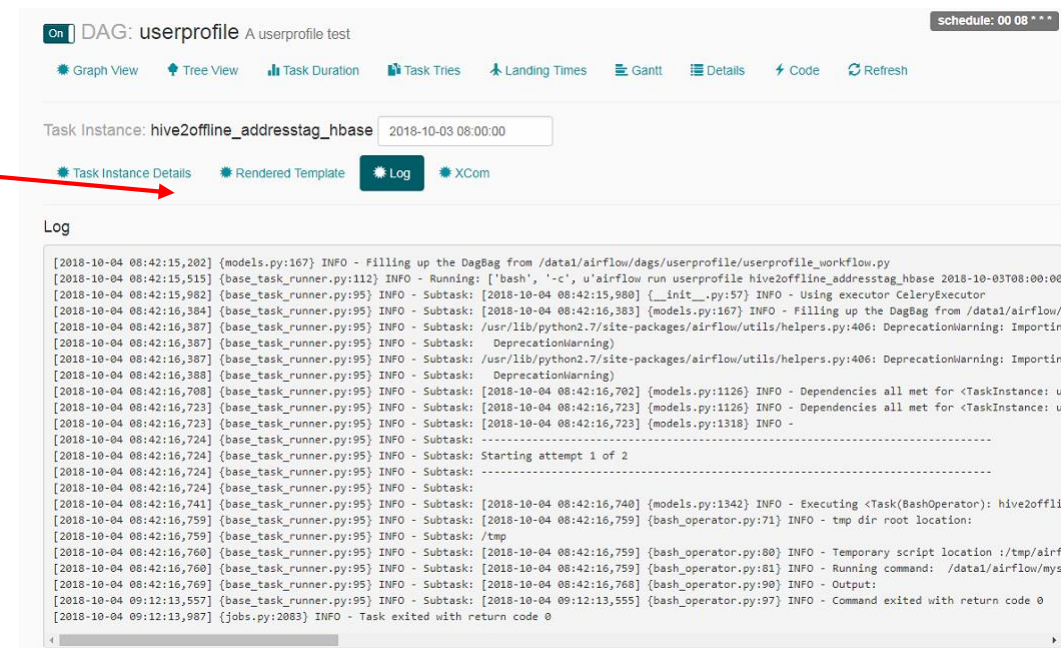 schedule: 00 08 * * *
On DAG: userprofile A userprofile test
Graph View Tree View Task Duration Task Tries Landing Times Gantt Details Code Refresh
Task Instance: hive2offline_addresstag_hbase 2018-10-03 08:00:00
Task Instance Details Rendered Template Log XCom
Log
[2018-10-04 08:42:15,202] {models.py:167} INFO - Filling up the DagBag from /data1/airflow/dags/userprofile/userprofile_workflow.py
[2018-10-04 08:42:15,515] {base_task_runner.py:112} INFO - Running: ['bash', '-c', u'airflow run userprofile hive2offline_addresstag_hbase 2018-10-03T08:00:00
[2018-10-04 08:42:15,982] {base_task_runner.py:95} INFO - Subtask: [2018-10-04 08:42:15,980] {__init__.py:57} INFO - Using executor CeleryExecutor
[2018-10-04 08:42:16,384] {base_task_runner.py:95} INFO - Subtask: [2018-10-04 08:42:16,383] {models.py:167} INFO - Filling up the DagBag from /data1/airflow/
[2018-10-04 08:42:16,387] {base_task_runner.py:95} INFO - Subtask: /usr/lib/python2.7/site-packages/airflow/utils/helpers.py:406: DeprecationWarning: Importin
[2018-10-04 08:42:16,387] {base_task_runner.py:95} INFO - Subtask: DeprecationWarning)
[2018-10-04 08:42:16,387] {base_task_runner.py:95} INFO - Subtask: /usr/lib/python2.7/site-packages/airflow/utils/helpers.py:406: DeprecationWarning: Importin
[2018-10-04 08:42:16,388] {base_task_runner.py:95} INFO - Subtask: DeprecationWarning)
[2018-10-04 08:42:16,708] {base_task_runner.py:95} INFO - Subtask: [2018-10-04 08:42:16,702] {models.py:1126} INFO - Dependencies all met for <TaskInstance: u
[2018-10-04 08:42:16,723] {base_task_runner.py:95} INFO - Subtask: [2018-10-04 08:42:16,723] {models.py:1126} INFO - Dependencies all met for <TaskInstance: u
[2018-10-04 08:42:16,723] {base_task_runner.py:95} INFO - Subtask: [2018-10-04 08:42:16,723] {models.py:1318} INFO -
[2018-10-04 08:42:16,724] {base_task_runner.py:95} INFO - Subtask: --------------------------------------------------------------------------------
[2018-10-04 08:42:16,724] {base_task_runner.py:95} INFO - Subtask: Starting attempt 1 of 2
[2018-10-04 08:42:16,724] {base_task_runner.py:95} INFO - Subtask: --------------------------------------------------------------------------------
[2018-10-04 08:42:16,724] {base_task_runner.py:95} INFO - Subtask:
[2018-10-04 08:42:16,741] {base_task_runner.py:95} INFO - Subtask: [2018-10-04 08:42:16,740] {models.py:1342} INFO - Executing <Task(BashOperator): hive2offli
[2018-10-04 08:42:16,759] {base_task_runner.py:95} INFO - Subtask: [2018-10-04 08:42:16,759] {bash_operator.py:71} INFO - tmp dir root location:
[2018-10-04 08:42:16,759] {base_task_runner.py:95} INFO - Subtask: /tmp
[2018-10-04 08:42:16,760] {base_task_runner.py:95} INFO - Subtask: [2018-10-04 08:42:16,759] {bash_operator.py:80} INFO - Temporary script location :/tmp/airf
[2018-10-04 08:42:16,760] {base_task_runner.py:95} INFO - Subtask: [2018-10-04 08:42:16,759] {bash_operator.py:81} INFO - Running command: /data1/airflow/mys
[2018-10-04 08:42:16,769] {base_task_runner.py:95} INFO - Subtask: [2018-10-04 08:42:16,768] {bash_operator.py:90} INFO - Output:
[2018-10-04 09:12:13,557] {base_task_runner.py:95} INFO - Subtask: [2018-10-04 09:12:13,555] {bash_operator.py:97} INFO - Command exited with return code 0
[2018-10-04 09:12:13,987] {jobs.py:2083} INFO - Task exited with return code 0